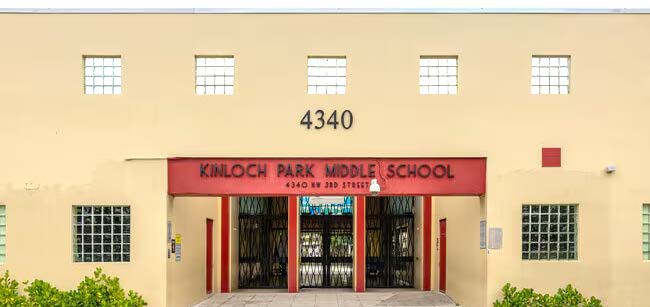 4340
KINLOCH PARK MIDDLE SCHOOL
4340 NW 3RD STREET